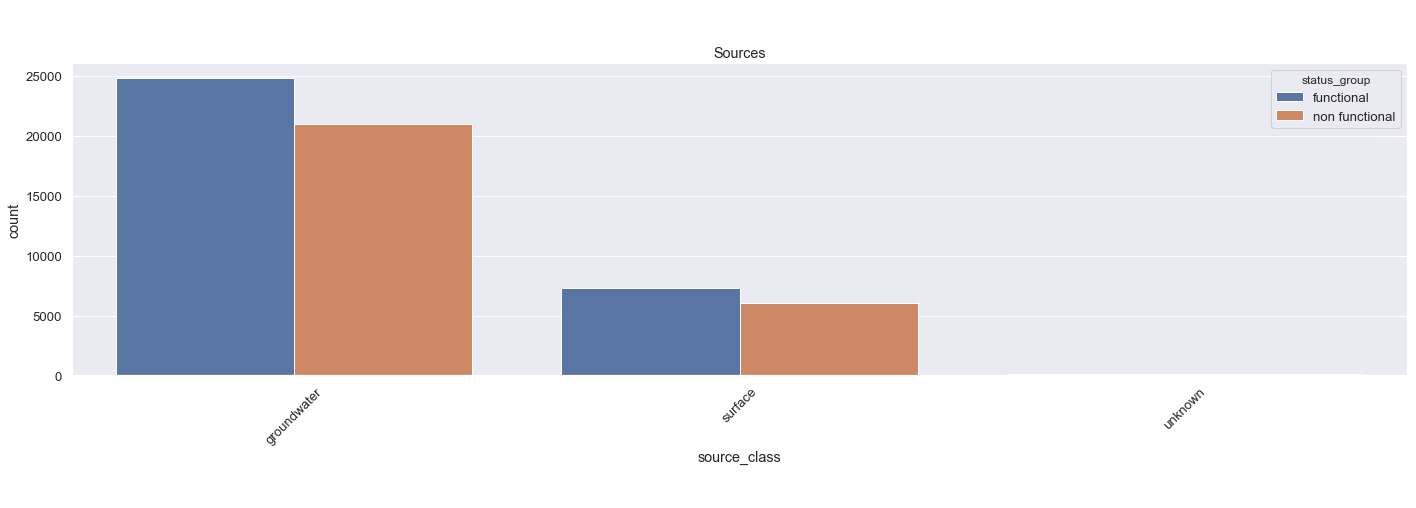 Sources
status_group
functional
non functional
25000
20000
15000
10000
5000
0
count
groundwater
surface
unknown
source_class